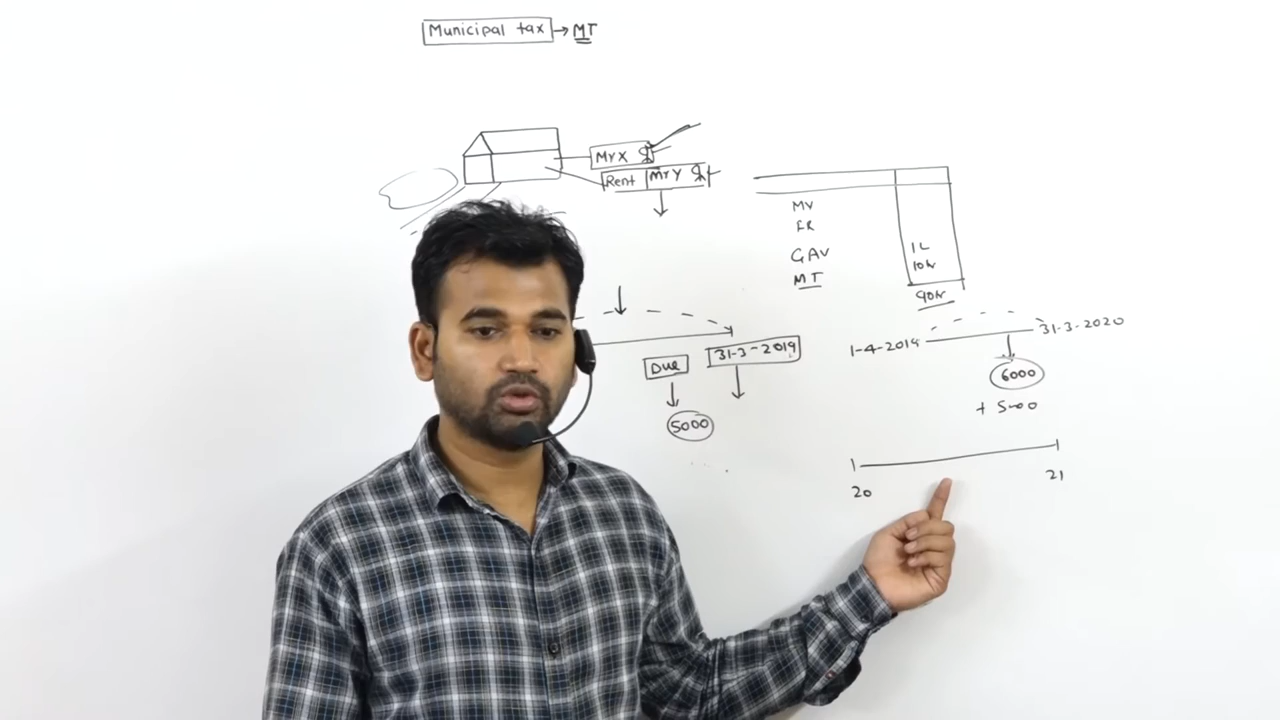 Municipal tax → MT
Mr X
Rent Mr Y
MV
FR
GAV 1L
MT 10k
90k
Due 31-3-2019
5000
1-4-2019 31-3-2020
6000
+ 5000
20 21